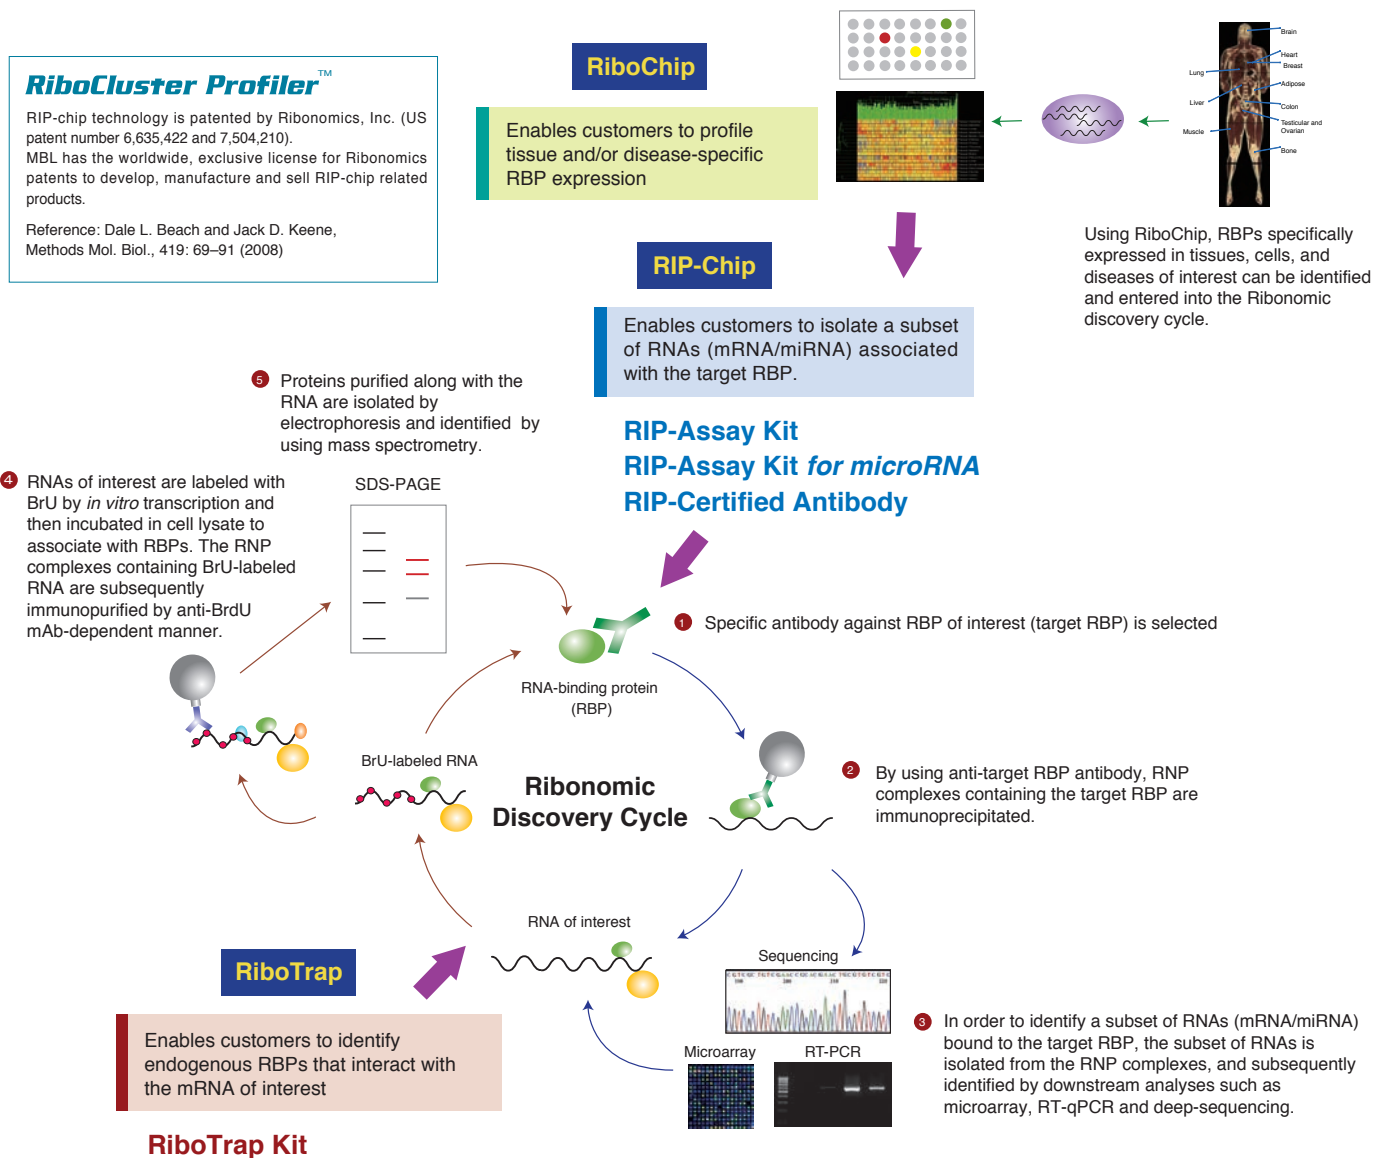 RiboCluster Profiler™
RIP-chip technology is patented by Ribonomics, Inc. (US
patent number 6,635,422 and 7,504,210).
MBL has the worldwide, exclusive license for Ribonomics
patents to develop, manufacture and sell RIP-chip related
products.
Reference: Dale L. Beach and Jack D. Keene,
Methods Mol. Biol., 419: 69–91 (2008)
RiboChip
Enables customers to profile
tissue and/or disease-specific
RBP expression
Brain
Heart
Breast
Lung
Adipose
Liver
Colon
Testicular and
Ovarian
Muscle
Bone
Using RiboChip, RBPs specifically
expressed in tissues, cells, and
diseases of interest can be identified
and entered into the Ribonomic
discovery cycle.
RIP-Chip
Enables customers to isolate a subset
of RNAs (mRNA/miRNA) associated
with the target RBP.
RIP-Assay Kit
RIP-Assay Kit for microRNA
RIP-Certified Antibody
5 Proteins purified along with the
RNA are isolated by
electrophoresis and identified by
using mass spectrometry.
4 RNAs of interest are labeled with
BrU by in vitro transcription and
then incubated in cell lysate to
associate with RBPs. The RNP
complexes containing BrU-labeled
RNA are subsequently
immunopurified by anti-BrdU
mAb-dependent manner.
SDS-PAGE
1 Specific antibody against RBP of interest (target RBP) is selected
RNA-binding protein
(RBP)
BrU-labeled RNA
Ribonomic
Discovery Cycle
2 By using anti-target RBP antibody, RNP
complexes containing the target RBP are
immunoprecipitated.
RNA of interest
Sequencing
Microarray
RT-PCR
3 In order to identify a subset of RNAs (mRNA/miRNA)
bound to the target RBP, the subset of RNAs is
isolated from the RNP complexes, and subsequently
identified by downstream analyses such as
microarray, RT-qPCR and deep-sequencing.
RiboTrap
Enables customers to identify
endogenous RBPs that interact with
the mRNA of interest
RiboTrap Kit